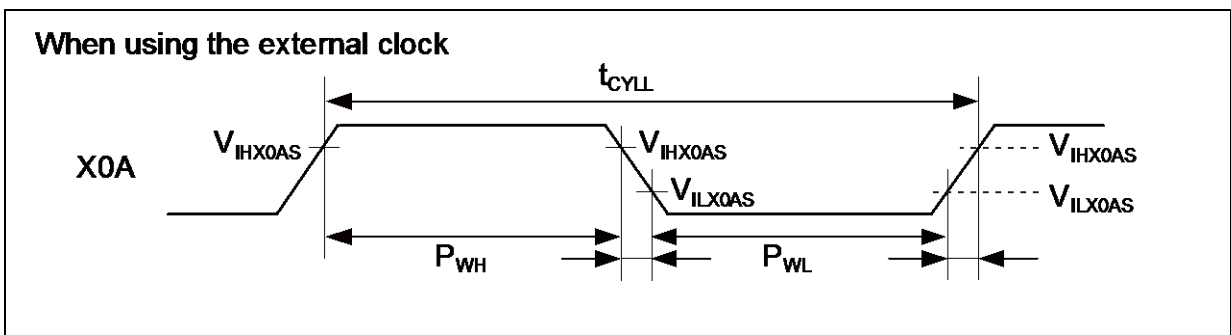 When using the external clock
tCYLL
VIHX0AS
VIHX0AS
VIHX0AS
X0A
VILX0AS
VILX0AS
PWH
PWL